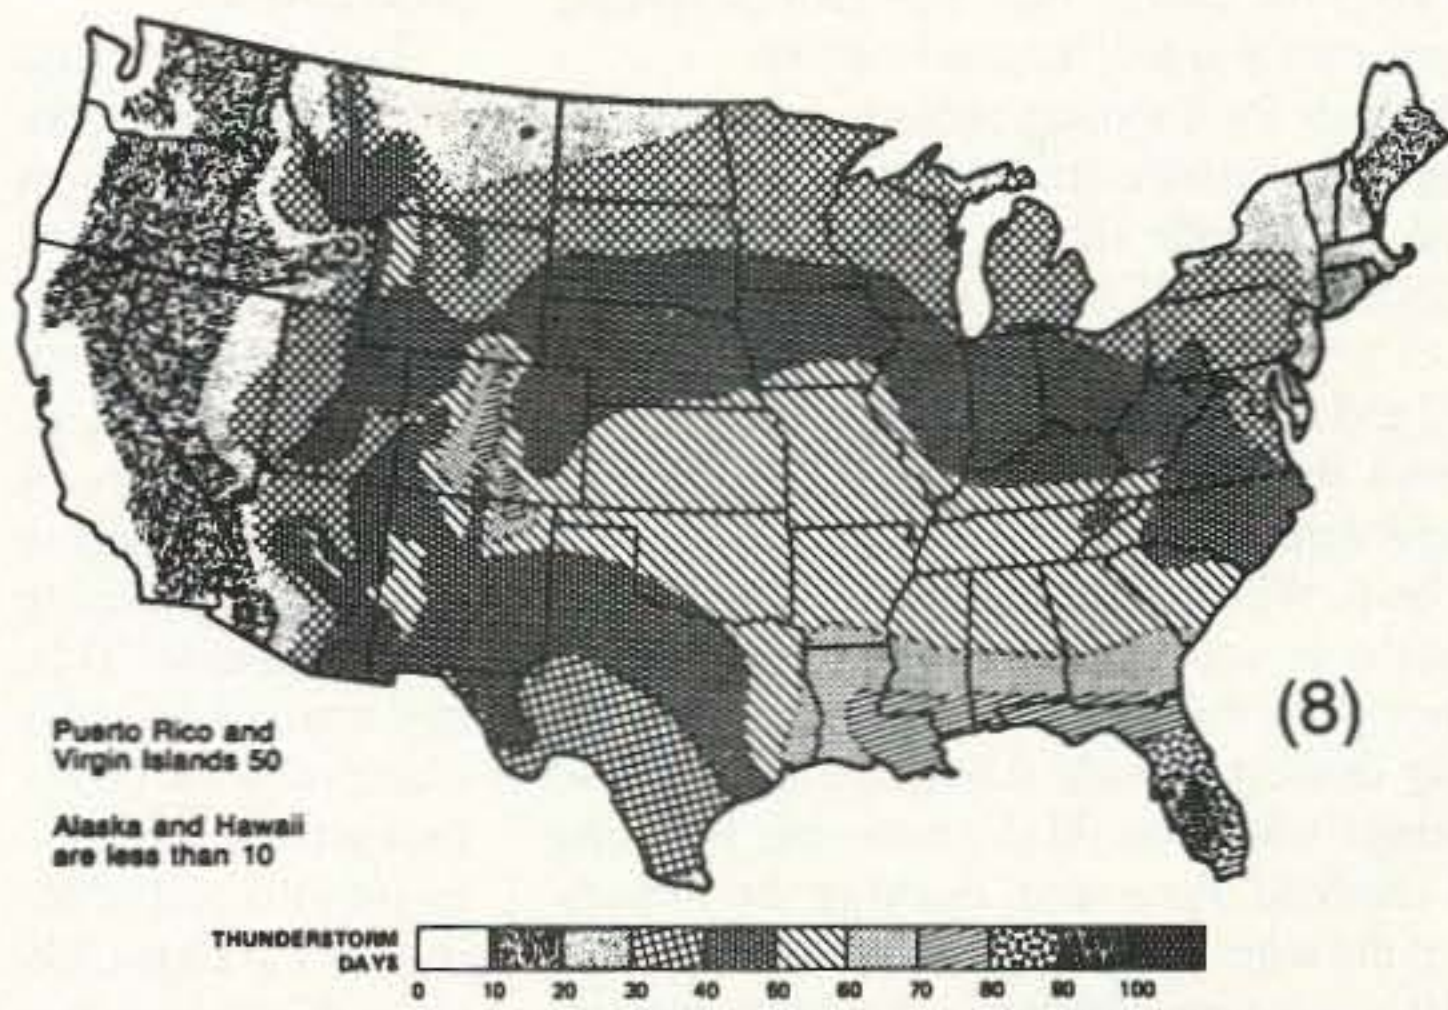 (8)
Puerto Rico and
Virgin Islands 50
Alaska and Hawaii
are less than 10
THUNDERSTORM
DAYS
0 10 20 30 40 50 60 70 80 90 100